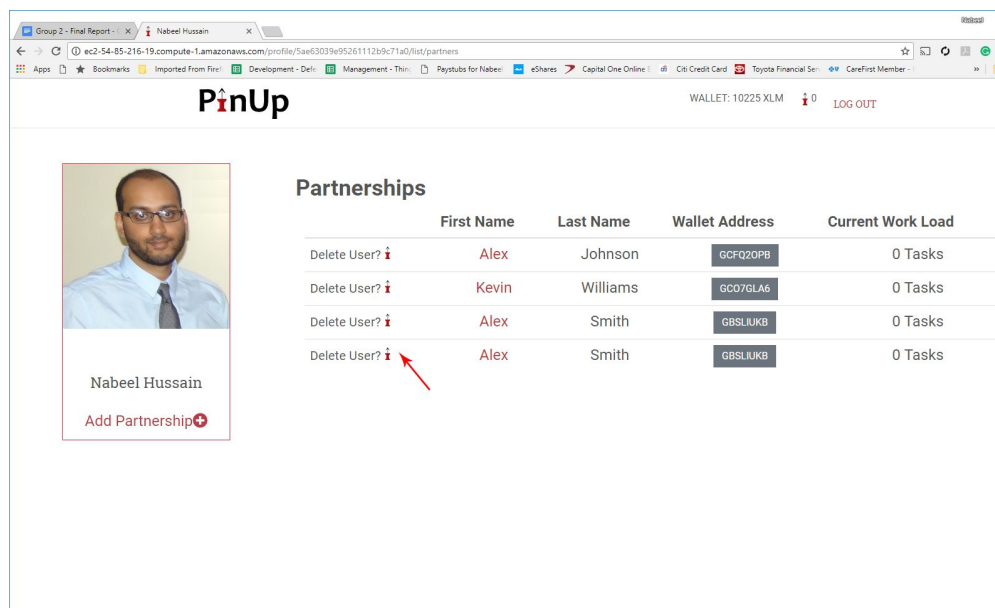 Nabeel
Group 2 - Final Report - G
Nabeel Hussain
ec2-54-85-216-19.compute-1.amazonaws.com/profile/5ae63039e95261112b9c71a0/list/partners
Apps Bookmarks Imported From Firef Development - Defe Management - Thin Paystubs for Nabeel eShares Capital One Online Citi Credit Card Toyota Financial Ser CareFirst Member - »
PinUp
WALLET: 10225 XLM 0 LOG OUT
Partnerships
First Name Last Name Wallet Address Current Work Load
Delete User? Alex Johnson GCFQ2OPB 0 Tasks
Delete User? Kevin Williams GCO7GLA6 0 Tasks
Delete User? Alex Smith GBSLIUKB 0 Tasks
Delete User? Alex Smith GBSLIUKB 0 Tasks
Nabeel Hussain
Add Partnership